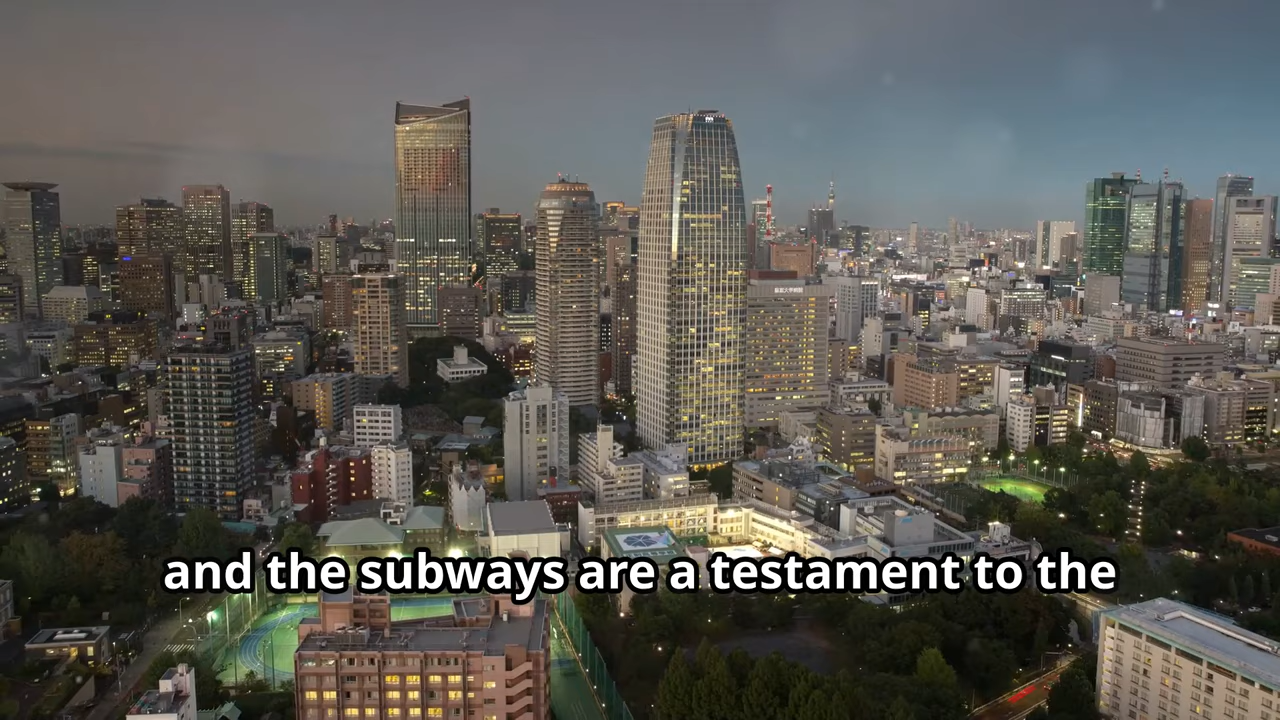 and the subways are a testament to the